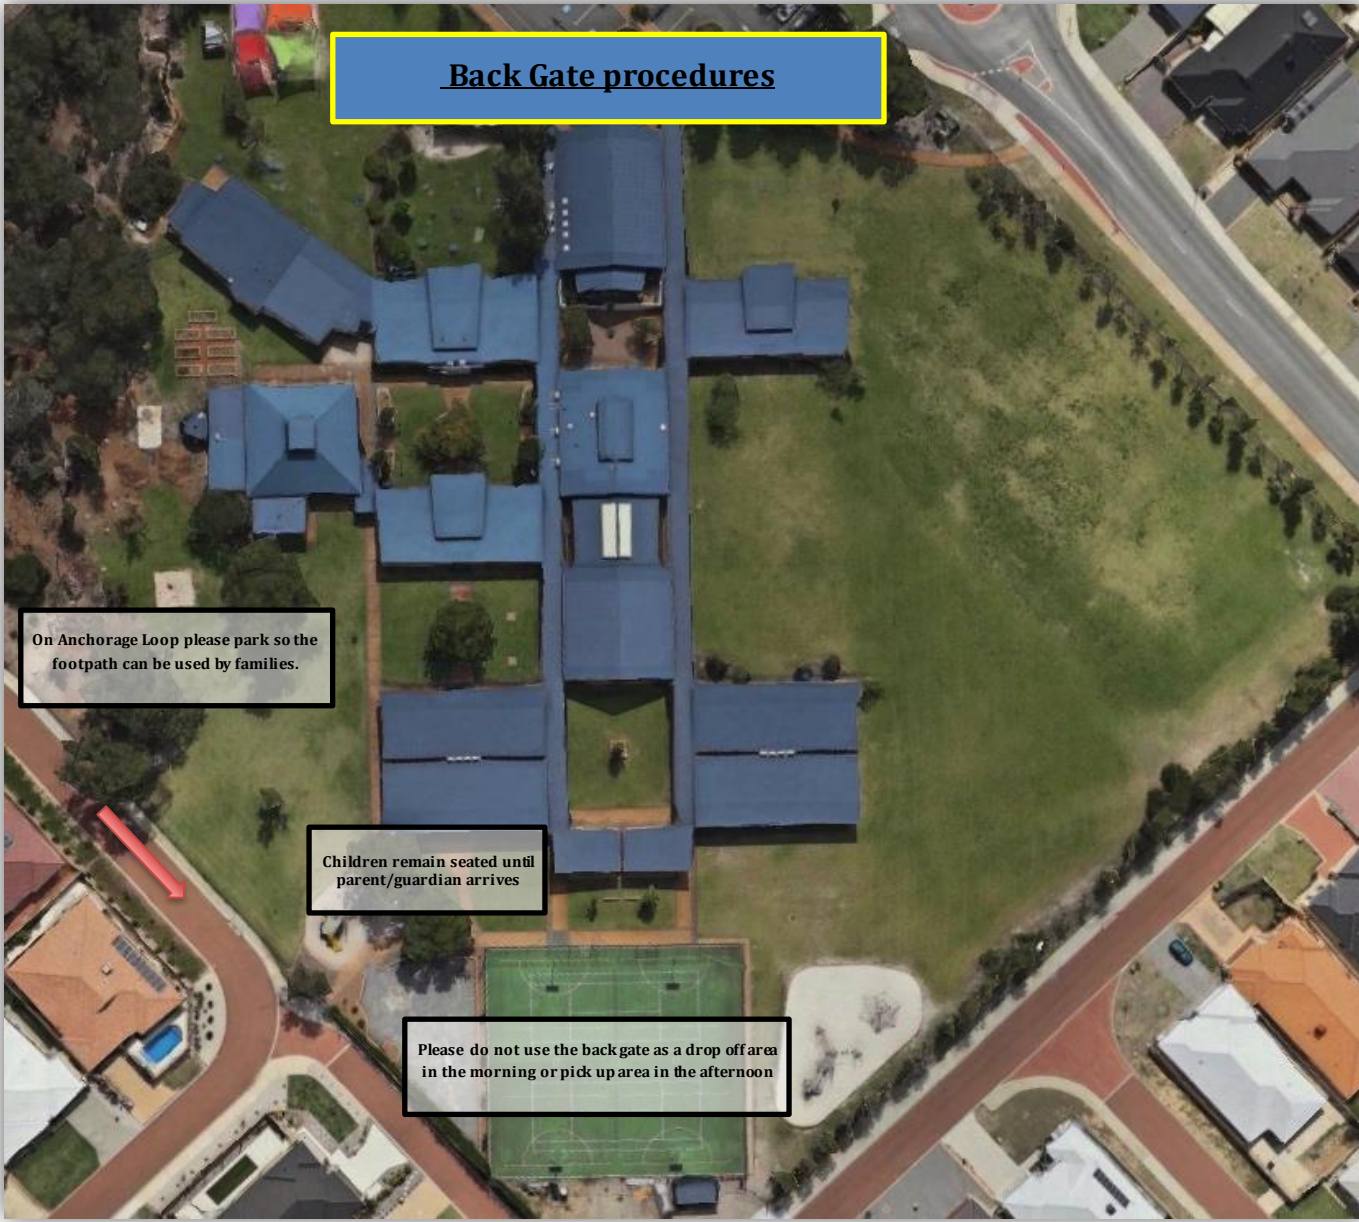 Back Gate procedures
On Anchorage Loop please park so the
footpath can be used by families.
Children remain seated until
parent/guardian arrives
Please do not use the back gate as a drop off area
in the morning or pick up area in the afternoon